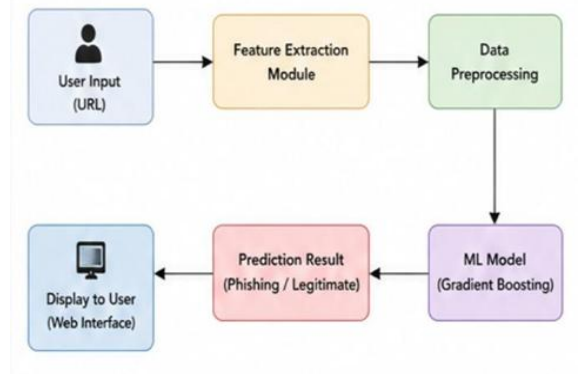 User Input
(URL)
Feature Extraction
Module
Data
Preprocessing
Display to User
(Web Interface)
Prediction Result
(Phishing / Legitimate)
ML Model
(Gradient Boosting)